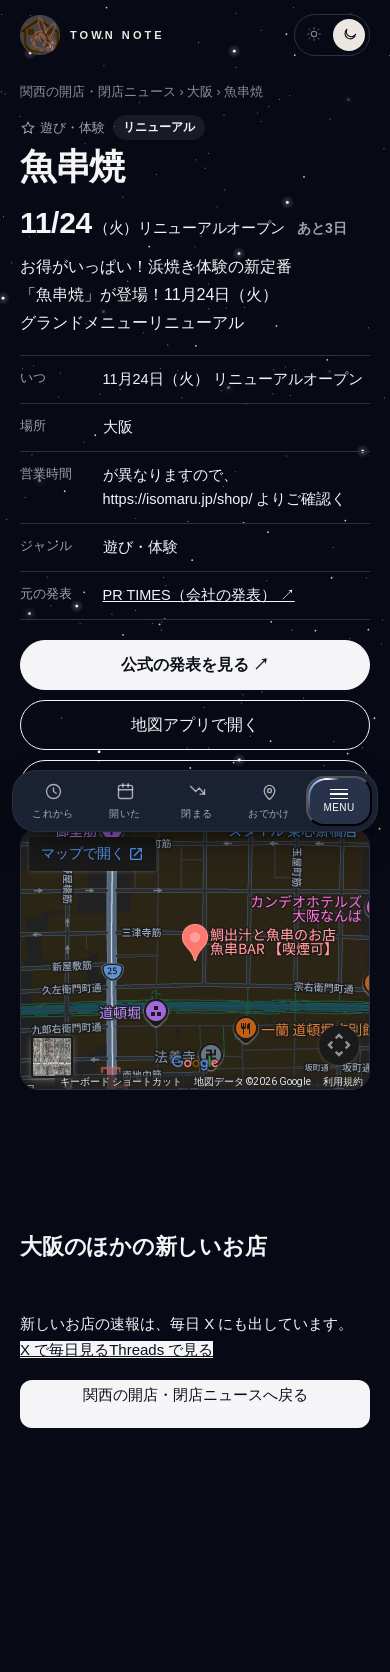 TOWN NOTE
関西の開店・閉店ニュース › 大阪 › 魚串焼
遊び・体験 リニューアル
魚串焼
11/24（火）リニューアルオープン あと3日
お得がいっぱい！浜焼き体験の新定番
「魚串焼」が登場！11月24日（火）
グランドメニューリニューアル
いつ 11月24日（火） リニューアルオープン
場所 大阪
営業時間 が異なりますので、
https://isomaru.jp/shop/ よりご確認く
ジャンル 遊び・体験
元の発表 PR TIMES（会社の発表） ↗
公式の発表を見る ↗
地図アプリで開く
これから 開いた 閉まる おでかけ MENU
マップで開く
カンデオホテルズ
大阪なんば
三津寺筋
鯛出汁と魚串のお店
魚串BAR 【喫煙可】
新屋敷筋
25
久左衛門町通
宗右衛門町通
道頓堀
九郎右衛門町通
一蘭 道頓堀
法善寺
坂町通
Google
キーボード ショートカット 地図データ ©2026 Google 利用規約
大阪のほかの新しいお店
新しいお店の速報は、毎日 X にも出しています。
X で毎日見るThreads で見る
関西の開店・閉店ニュースへ戻る